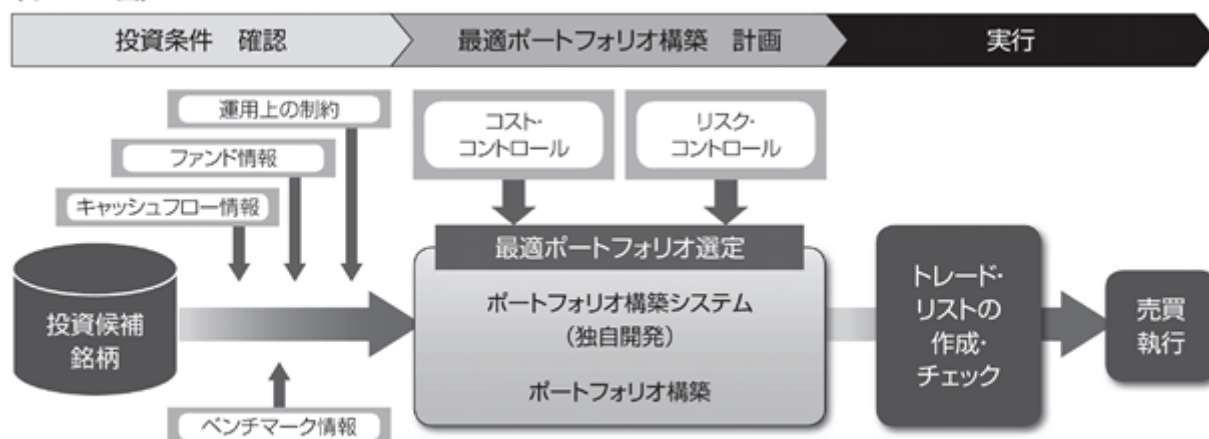 投資条件 確認
最適ポートフォリオ構築 計画
実行
運用上の制約
ファンド情報
キャッシュフロー情報
コスト・
コントロール
リスク・
コントロール
投資候補
銘柄
ベンチマーク情報
最適ポートフォリオ選定
ポートフォリオ構築システム
（独自開発）
ポートフォリオ構築
トレード・
リストの
作成・
チェック
売買
執行